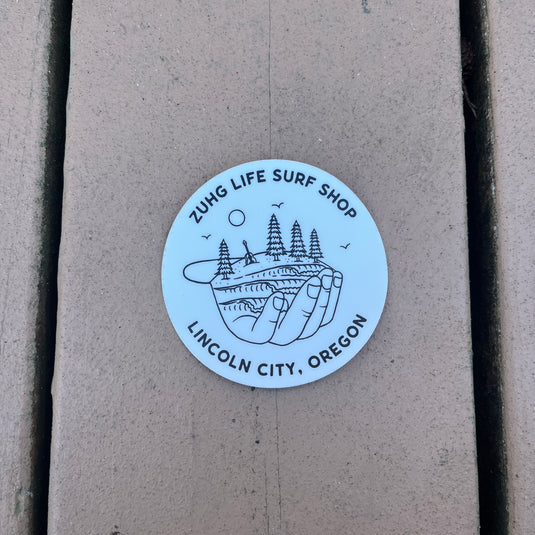 ZUHG LIFE SURF SHOP
LINCOLN CITY, OREGON